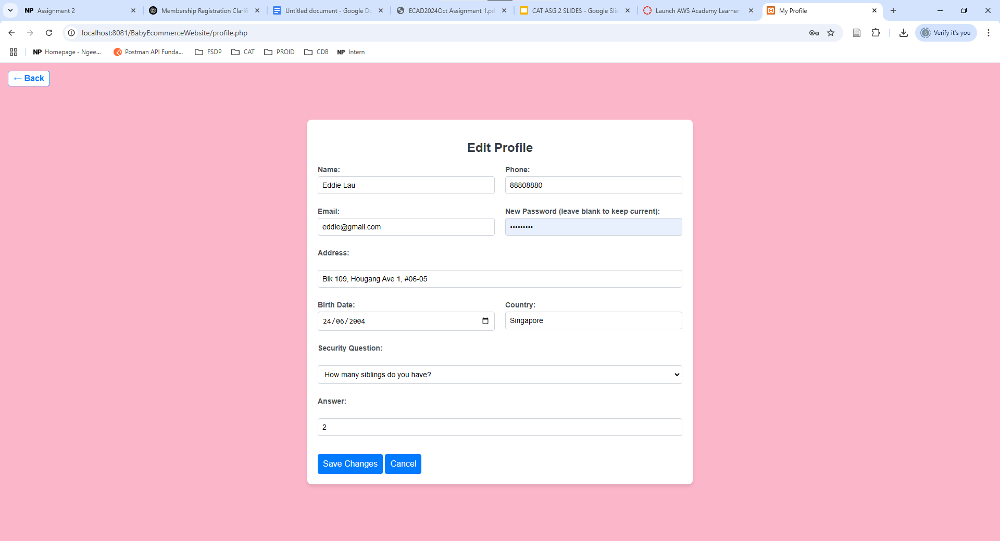 NP Assignment 2
Membership Registration Clarifi
Untitled document - Google Do
ECAD2024Oct Assignment 1.pd
CAT ASG 2 SLIDES - Google Slid
Launch AWS Academy Learner
My Profile
localhost:8081/BabyEcommerceWebsite/profile.php
S Verify it's you
NP Homepage - Ngee...
Postman API Funda...
FSDP
CAT
PROID
CDB
NP Intern
← Back
Edit Profile
Name: Phone:
Eddie Lau 88808880
Email: New Password (leave blank to keep current):
eddie@gmail.com •••••••••
Address:
Blk 109, Hougang Ave 1, #06-05
Birth Date: Country:
24/06/2004 Singapore
Security Question:
How many siblings do you have?
Answer:
2
Save Changes Cancel